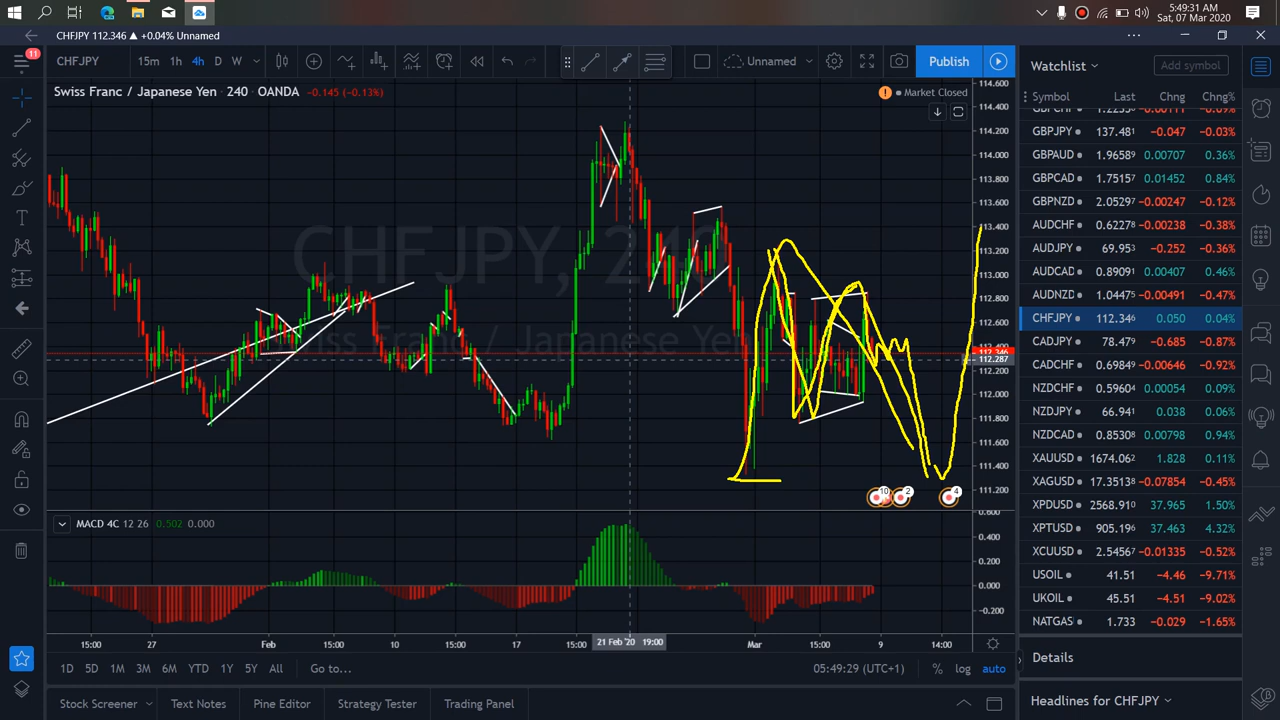 5:49:31 AM
Sat, 07 Mar 2020
CHFJPY 112.346 ▲ +0.04% Unnamed
11
CHFJPY 15m 1h 4h D W Unnamed Publish
Watchlist Add symbol
Swiss Franc / Japanese Yen · 240 · OANDA -0.145 (-0.13%) Market Closed
Symbol Last Chng Chng%
GBPJPY 137.481 -0.047 -0.03%
GBPAUD 1.96589 0.00707 0.36%
GBPCAD 1.75157 0.01452 0.84%
GBPNZD 2.05297 -0.00247 -0.12%
AUDCHF 0.62278 -0.00238 -0.38%
AUDJPY 69.953 -0.252 -0.36%
AUDCAD 0.89091 0.00407 0.46%
AUDNZD 1.04475 -0.00491 -0.47%
CHFJPY 112.346 0.050 0.04%
CADJPY 78.471 -0.685 -0.87%
CADCHF 0.69849 -0.00646 -0.92%
NZDCHF 0.59604 0.00054 0.09%
NZDJPY 66.941 0.038 0.06%
NZDCAD 0.85308 0.00798 0.94%
XAUUSD 1674.062 1.828 0.11%
XAGUSD 17.35138 -0.07854 -0.45%
XPDUSD 2568.910 37.965 1.50%
XPTUSD 905.196 37.463 4.32%
XCUUSD 2.54567 -0.01335 -0.52%
USOIL 41.51 -4.46 -9.71%
UKOIL 45.51 -4.51 -9.02%
NATGAS 1.733 -0.029 -1.65%
CHFJPY, 240
Swiss Franc / Japanese Yen
114.600
114.400
114.200
114.000
113.800
113.600
113.400
113.200
113.000
112.800
112.600
112.346
112.287
112.200
112.000
111.800
111.600
111.400
111.200
10 2 4
MACD 4C 12 26 0.502 0.000
0.600
0.400
0.200
0.000
-0.200
15:00 27 Feb 15:00 10 15:00 17 15:00 21 Feb '20 19:00 Mar 15:00 9 14:00
1D 5D 1M 3M 6M YTD 1Y 5Y All Go to... 05:49:29 (UTC+1) % log auto
Details
Stock Screener Text Notes Pine Editor Strategy Tester Trading Panel
Headlines for CHFJPY